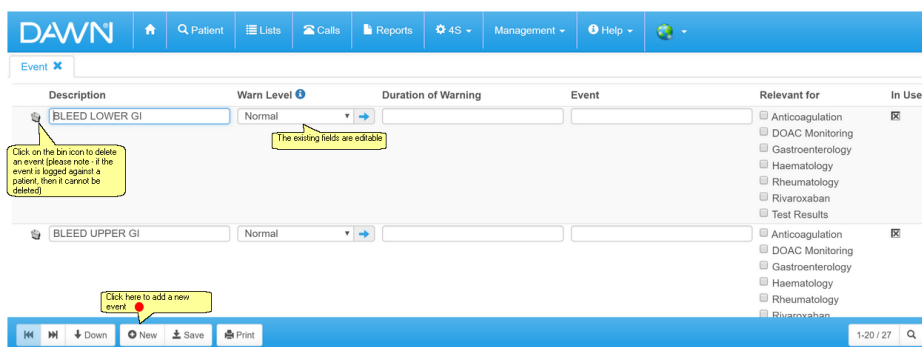 DAWN
Patient
Lists
Calls
Reports
4S
Management
Help
Event
Description
Warn Level
Duration of Warning
Event
Relevant for
In Use
BLEED LOWER GI
Normal
Anticoagulation
DOAC Monitoring
Gastroenterology
Haematology
Rheumatology
Rivaroxaban
Test Results
The existing fields are editable
Click on the bin icon to delete
an event (please note - if the
event is logged against a
patient, then it cannot be
deleted)
BLEED UPPER GI
Normal
Anticoagulation
DOAC Monitoring
Gastroenterology
Haematology
Rheumatology
Rivaroxaban
Click here to add a new
event
Down
New
Save
Print
1-20 / 27